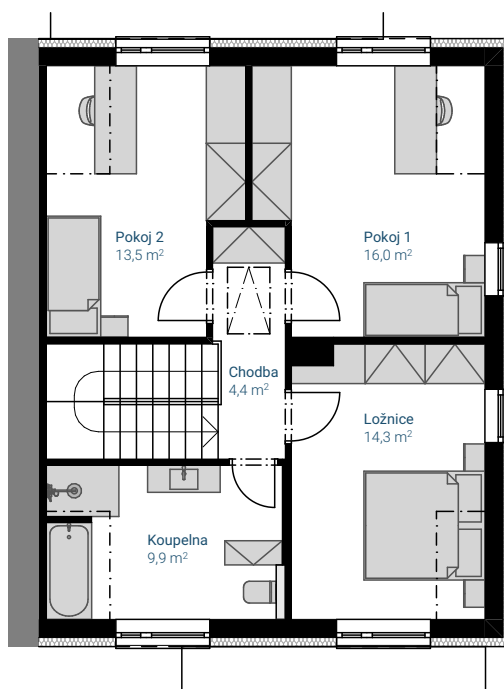 Pokoj 2
13,5 m²
Pokoj 1
16,0 m²
Chodba
4,4 m²
Ložnice
14,3 m²
Koupelna
9,9 m²